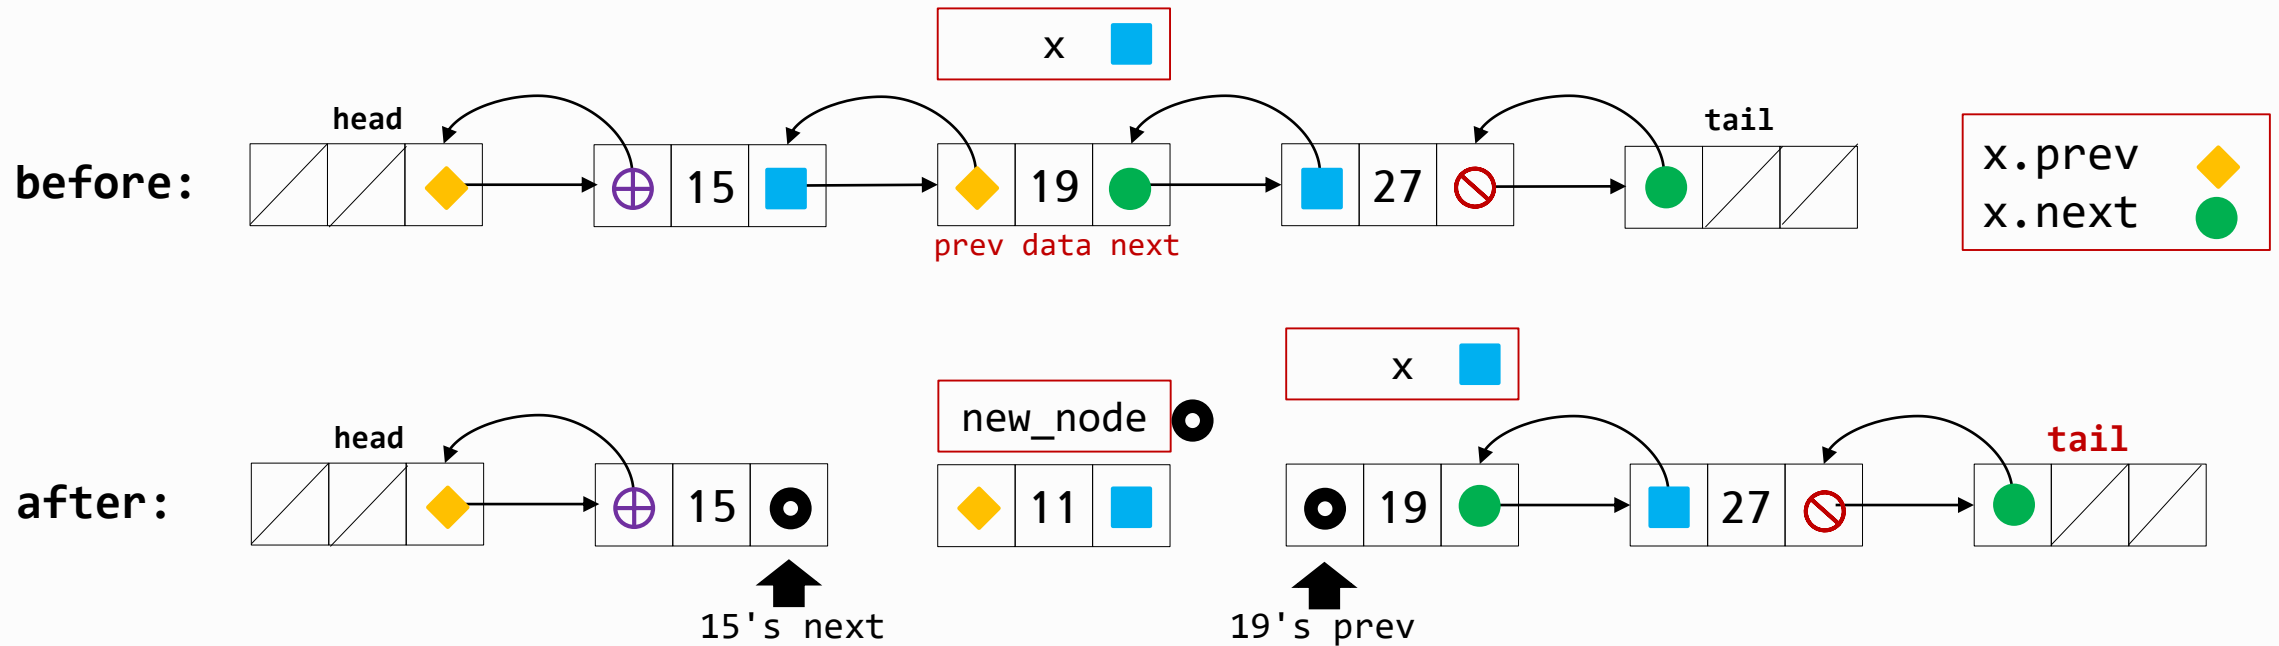 x
head
tail
before:
15
19
27
prev data next
x.prev
x.next
x
new_node
head
tail
after:
15
11
19
27
15's next
19's prev